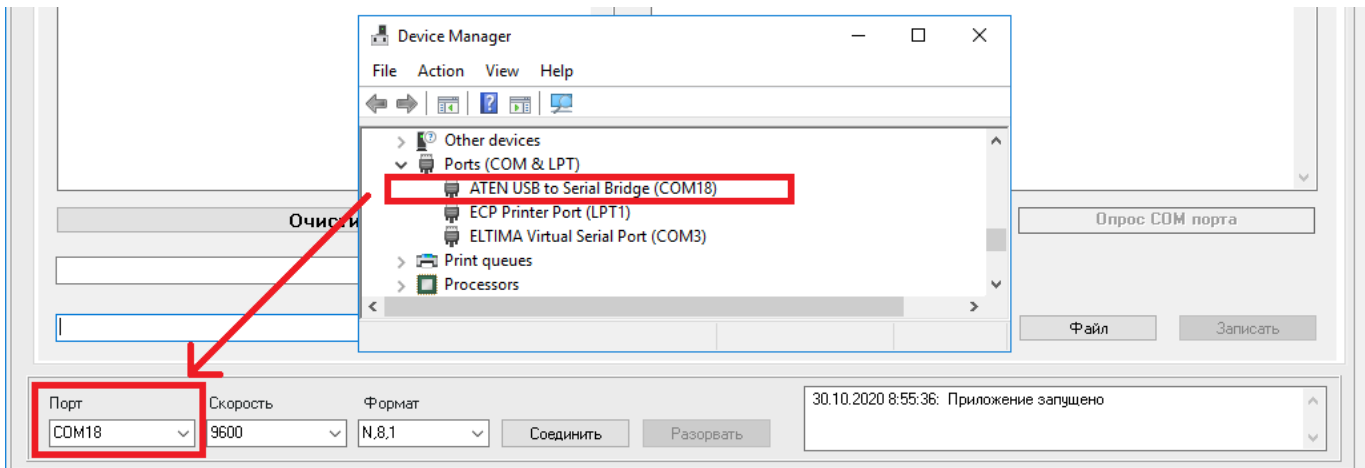 Device Manager
File Action View Help
Other devices
Ports (COM & LPT)
ATEN USB to Serial Bridge (COM18)
ECP Printer Port (LPT1)
ELTIMA Virtual Serial Port (COM3)
Print queues
Processors
Очисти
Опрос COM порта
Файл
Записать
Порт
Скорость
Формат
COM18
9600
N,8,1
Соединить
Разорвать
30.10.2020 8:55:36: Приложение запущено